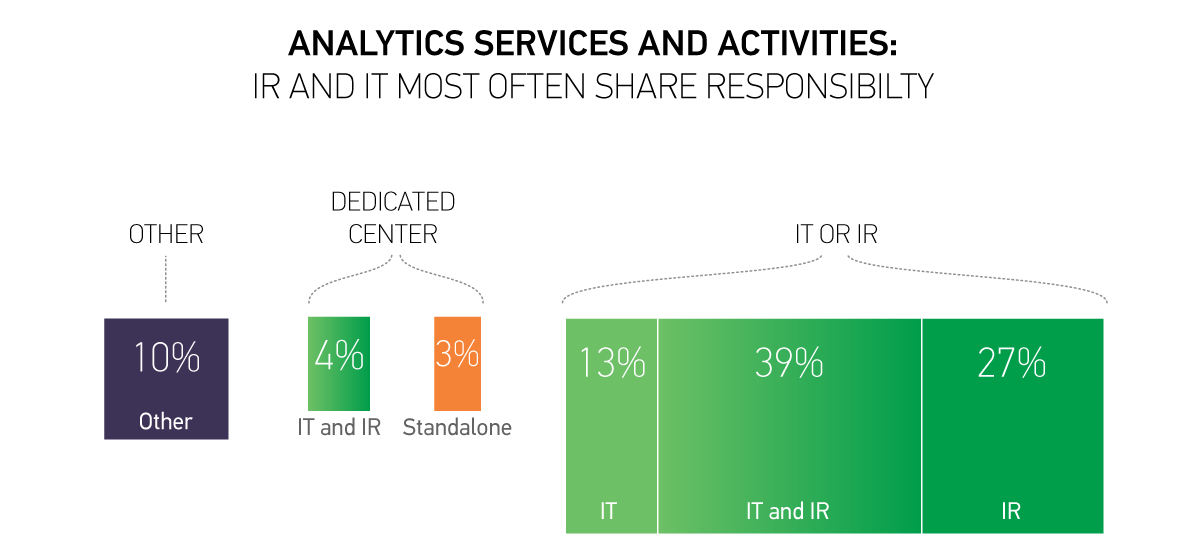 ANALYTICS SERVICES AND ACTIVITIES:
IR AND IT MOST OFTEN SHARE RESPONSIBILTY
OTHER
10%
Other
DEDICATED
CENTER
4%
IT and IR
3%
Standalone
IT OR IR
13%
IT
39%
IT and IR
27%
IR